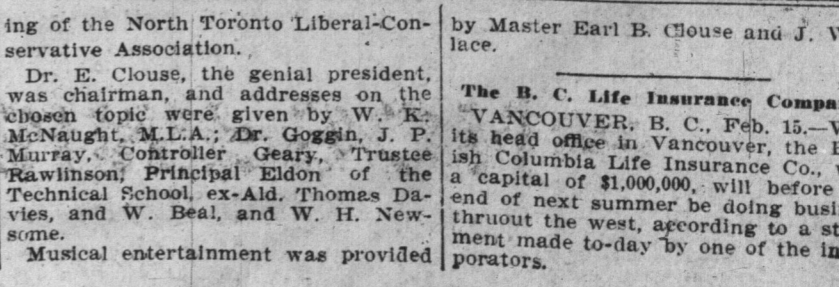 ing of the North Toronto Liberal-Con-
servative Association.
Dr. E. Clouse, the genial president,
was chairman, and addresses on the
chosen topic were given by W. K.
McNaught, M.L.A.; Dr. Goggin, J. P.
Murray, Controller Geary, Trustee
Rawlinson, Principal Eldon of the
Technical School, ex-Ald. Thomas Da-
vies, and W. Beal, and W. H. New-
some.
Musical entertainment was provided
by Master Earl B. Clouse and J.
lace.
The B. C. Life Insurance Compa
VANCOUVER, B. C., Feb. 15.—
its head office in Vancouver, the
ish Columbia Life Insurance Co.,
a capital of $1,000,000, will before
end of next summer be doing busi
thruout the west, according to a st
ment made to-day by one of the in
porators.